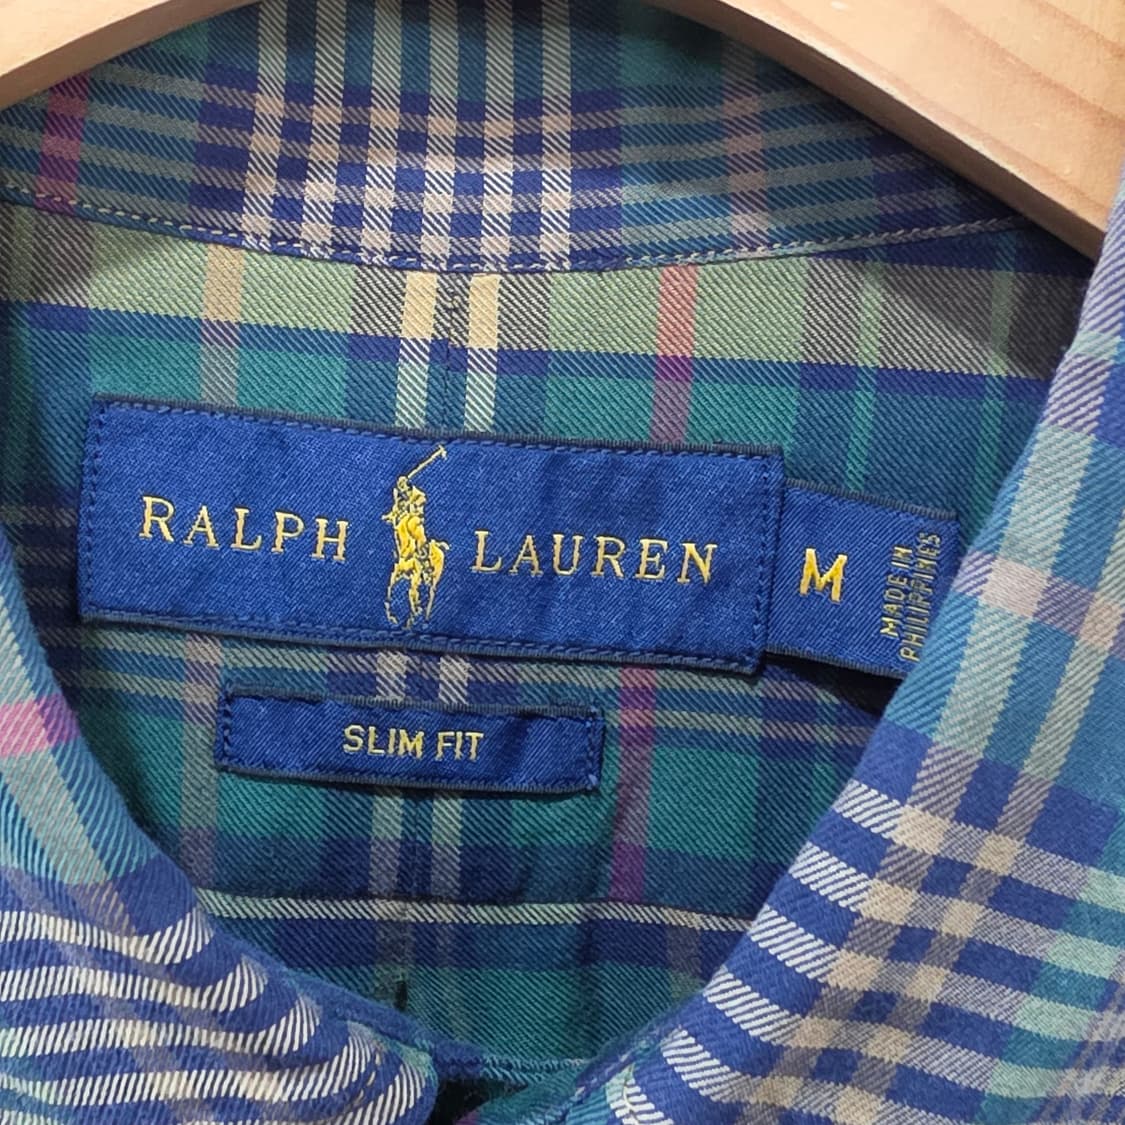 RALPH LAUREN
M
MADE IN
PHILIPPINES
SLIM FIT